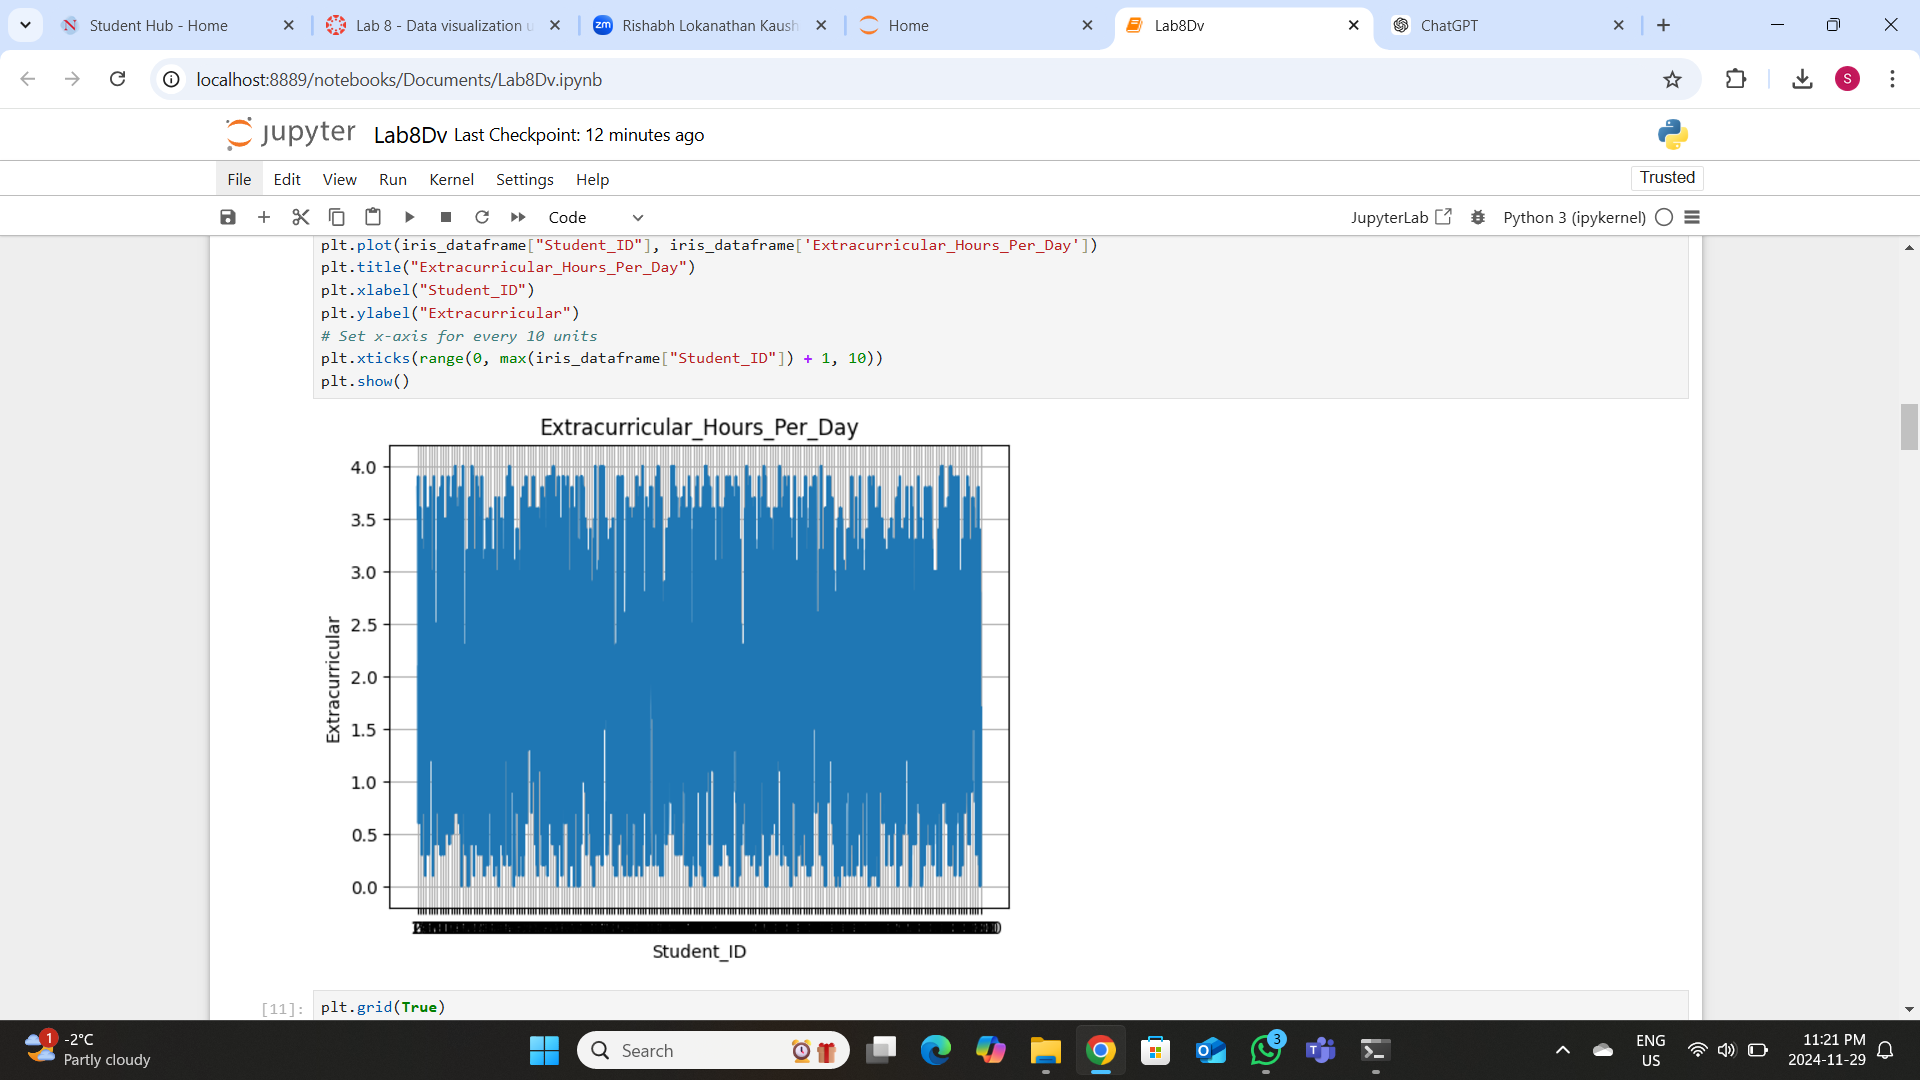 Student Hub - Home
Lab 8 - Data visualization u
zm
Rishabh Lokanathan Kaush
Home
Lab8Dv
ChatGPT
localhost:8889/notebooks/Documents/Lab8Dv.ipynb
S
jupyter Lab8Dv Last Checkpoint: 12 minutes ago
File Edit View Run Kernel Settings Help
Trusted
Code
JupyterLab
Python 3 (ipykernel)
plt.plot(iris_dataframe["Student_ID"], iris_dataframe['Extracurricular_Hours_Per_Day'])
plt.title("Extracurricular_Hours_Per_Day")
plt.xlabel("Student_ID")
plt.ylabel("Extracurricular")
# Set x-axis for every 10 units
plt.xticks(range(0, max(iris_dataframe["Student_ID"]) + 1, 10))
plt.show()
Extracurricular_Hours_Per_Day
4.0
3.5
3.0
2.5
2.0
1.5
1.0
0.5
0.0
Extracurricular
Student_ID
[11]:
plt.grid(True)
1
-2°C
Partly cloudy
Search
3
ENG
US
11:21 PM
2024-11-29